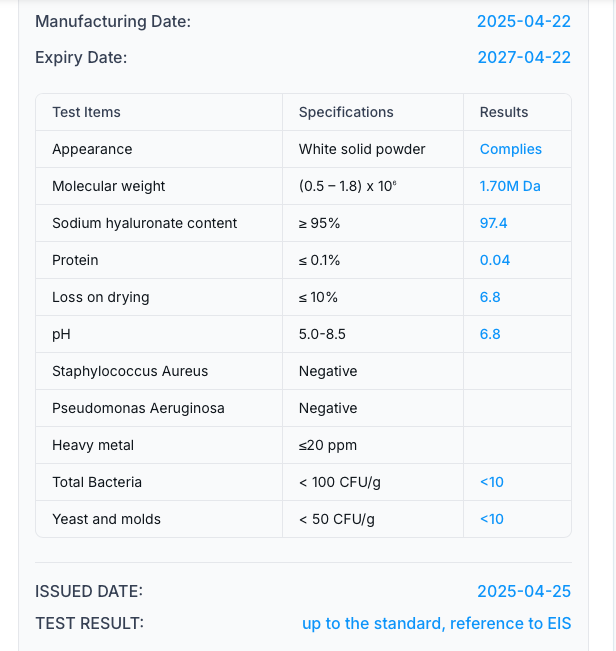 Manufacturing Date: 2025-04-22
Expiry Date: 2027-04-22
Test Items Specifications Results
Appearance White solid powder Complies
Molecular weight (0.5 – 1.8) x 10⁶ 1.70M Da
Sodium hyaluronate content ≥ 95% 97.4
Protein ≤ 0.1% 0.04
Loss on drying ≤ 10% 6.8
pH 5.0-8.5 6.8
Staphylococcus Aureus Negative
Pseudomonas Aeruginosa Negative
Heavy metal ≤20 ppm
Total Bacteria < 100 CFU/g <10
Yeast and molds < 50 CFU/g <10
ISSUED DATE: 2025-04-25
TEST RESULT: up to the standard, reference to EIS